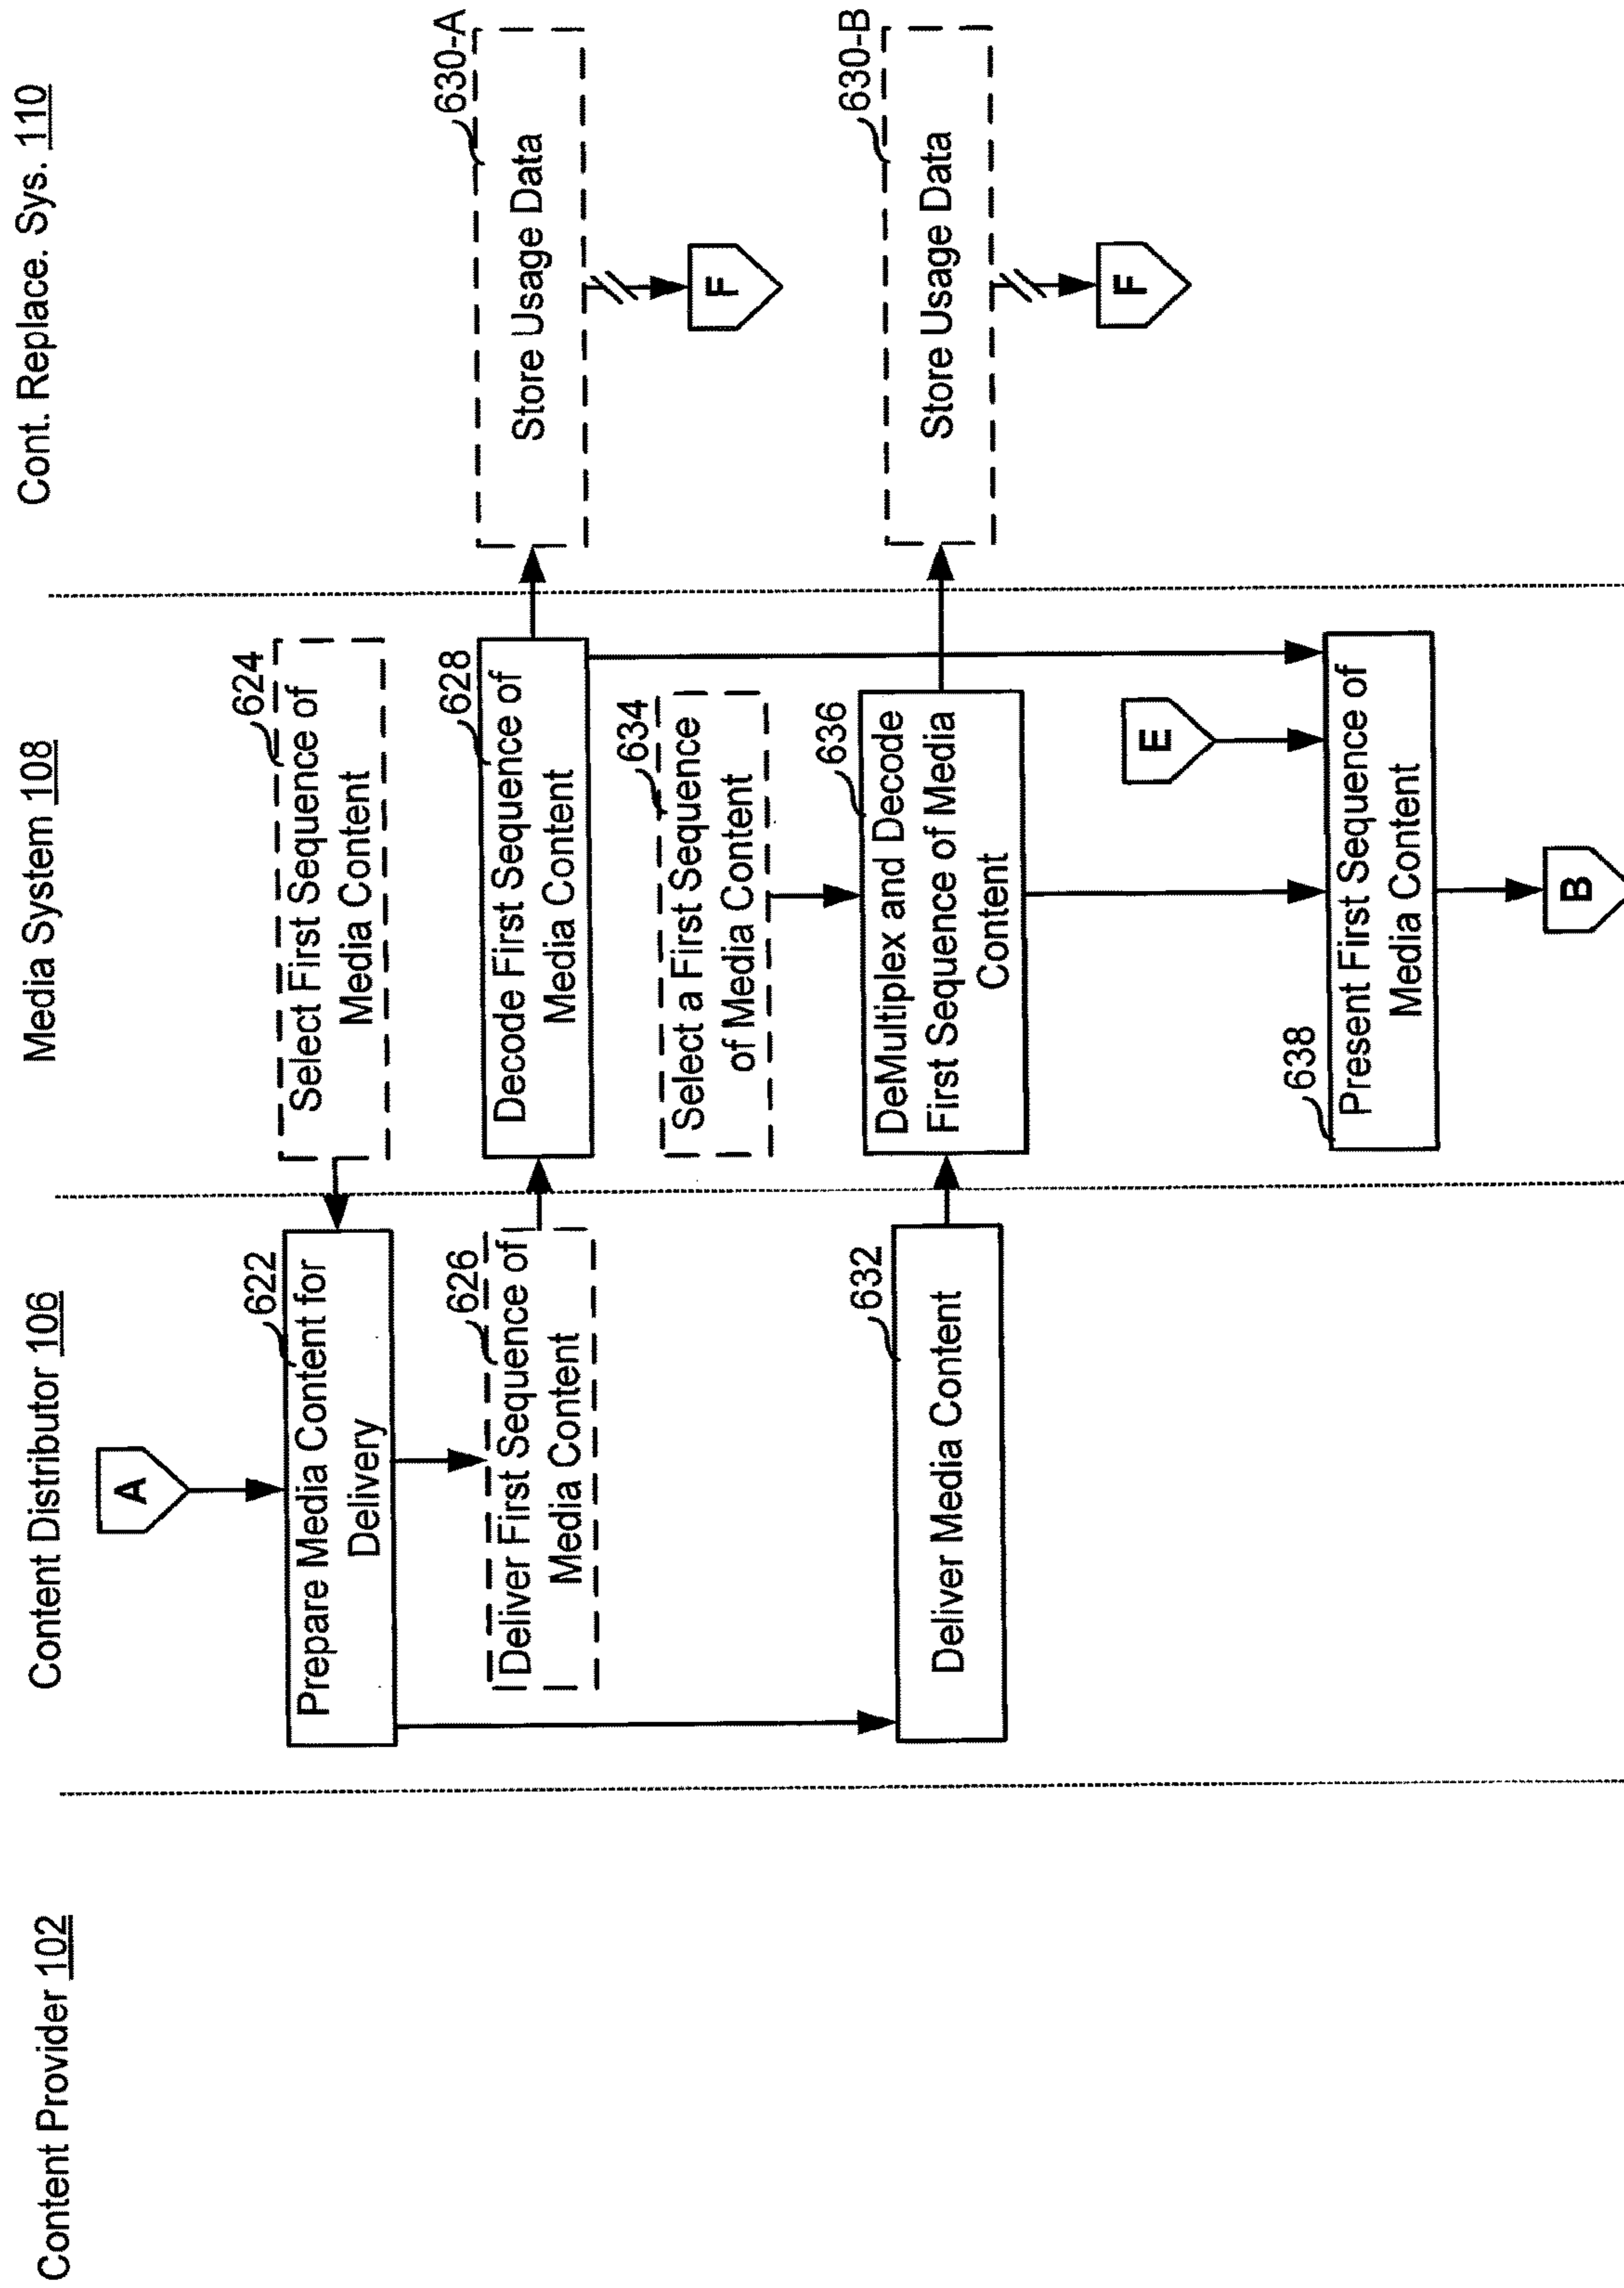 Content Provider 102
Content Distributor 106
Media System 108
Cont. Replace. Sys. 110
A
622
Prepare Media Content for
Delivery
624
Select First Sequence of
Media Content
626
Deliver First Sequence of
Media Content
628
Decode First Sequence of
Media Content
630-A
Store Usage Data
F
634
Select a First Sequence
of Media Content
632
Deliver Media Content
636
DeMultiplex and Decode
First Sequence of Media
Content
630-B
Store Usage Data
F
E
638
Present First Sequence of
Media Content
B